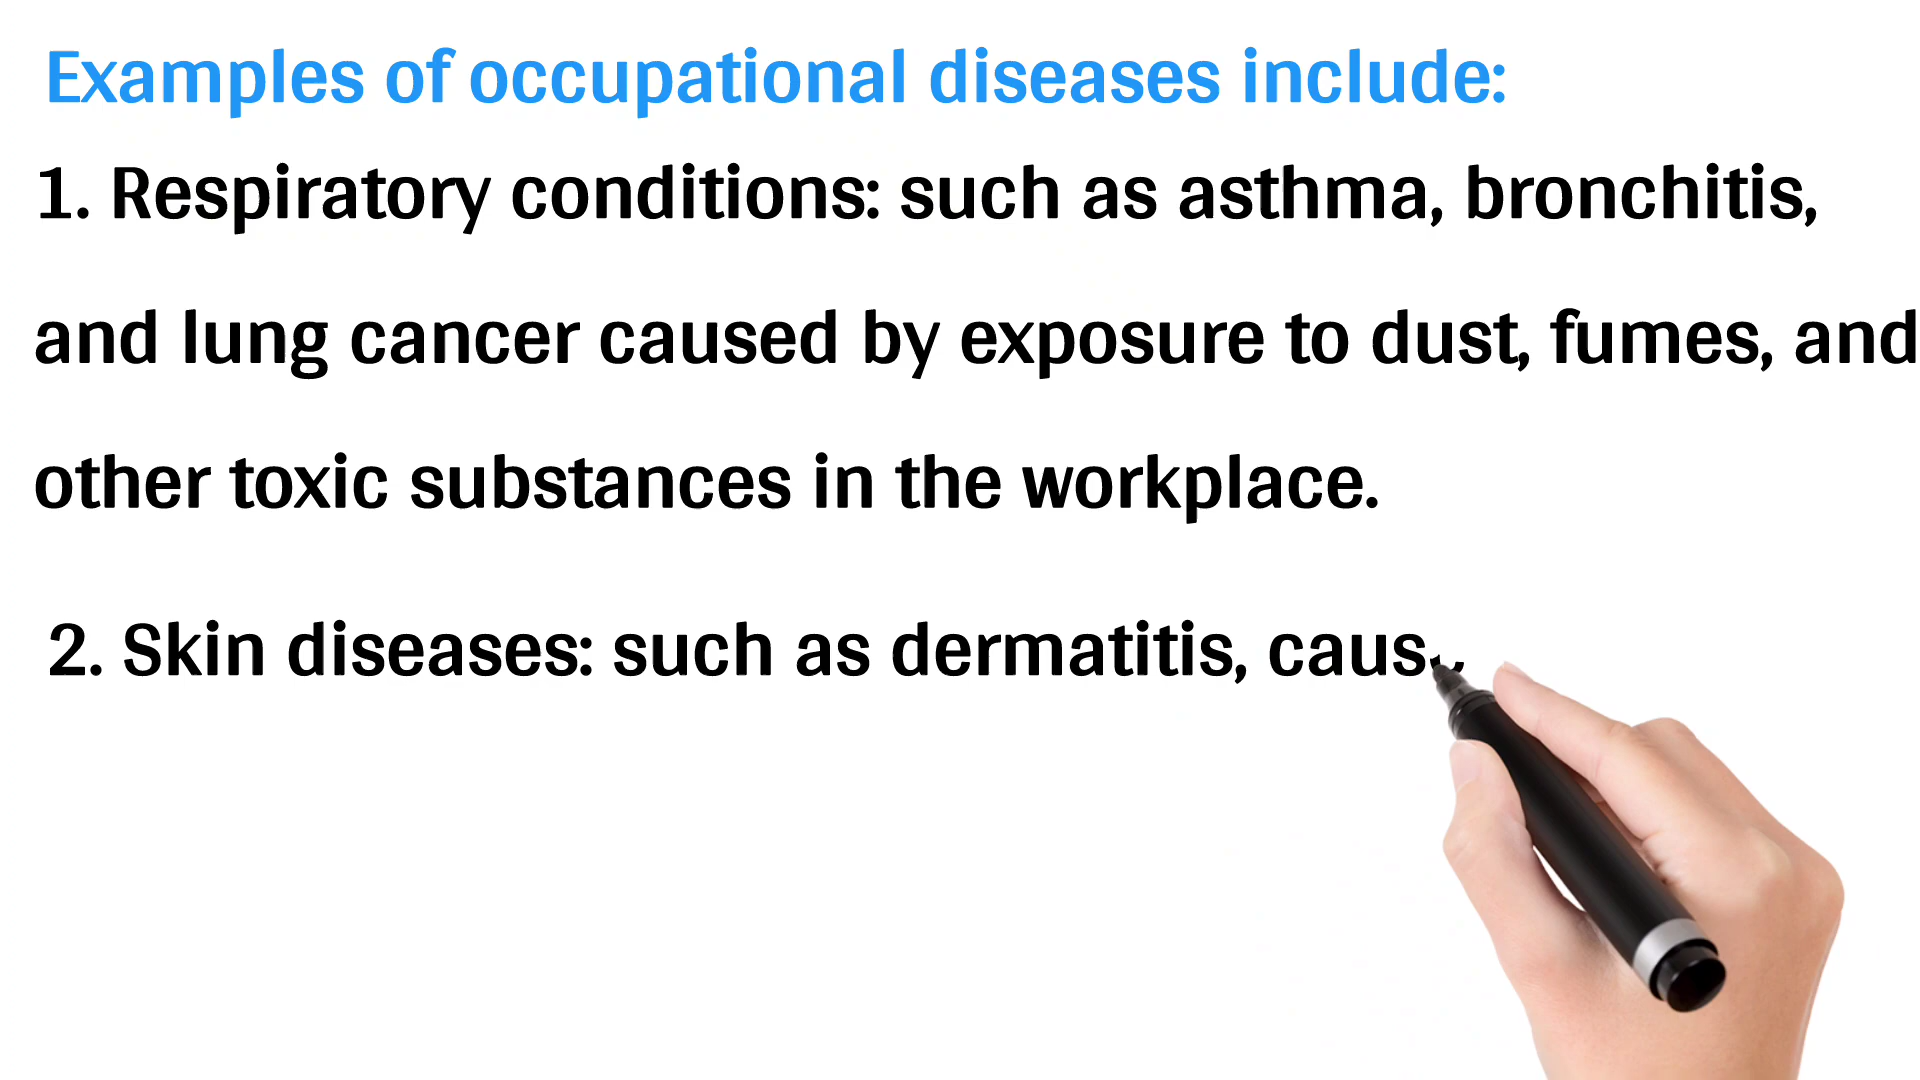 Examples of occupational diseases include:
1. Respiratory conditions: such as asthma, bronchitis,
and lung cancer caused by exposure to dust, fumes, and
other toxic substances in the workplace.
2. Skin diseases: such as dermatitis,